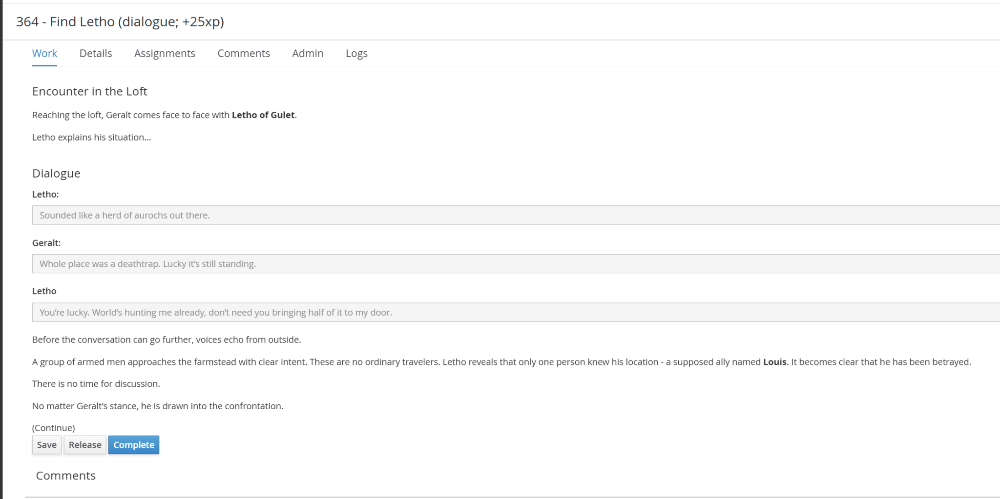 364 - Find Letho (dialogue; +25xp)
Work Details Assignments Comments Admin Logs
Encounter in the Loft
Reaching the loft, Geralt comes face to face with Letho of Gulet.
Letho explains his situation...
Dialogue
Letho:
Sounded like a herd of aurochs out there.
Geralt:
Whole place was a deathtrap. Lucky it’s still standing.
Letho
You’re lucky. World’s hunting me already, don’t need you bringing half of it to my door.
Before the conversation can go further, voices echo from outside.
A group of armed men approaches the farmstead with clear intent. These are no ordinary travelers. Letho reveals that only one person knew his location - a supposed ally named Louis. It becomes clear that he has been betrayed.
There is no time for discussion.
No matter Geralt’s stance, he is drawn into the confrontation.
(Continue)
Save Release Complete
Comments